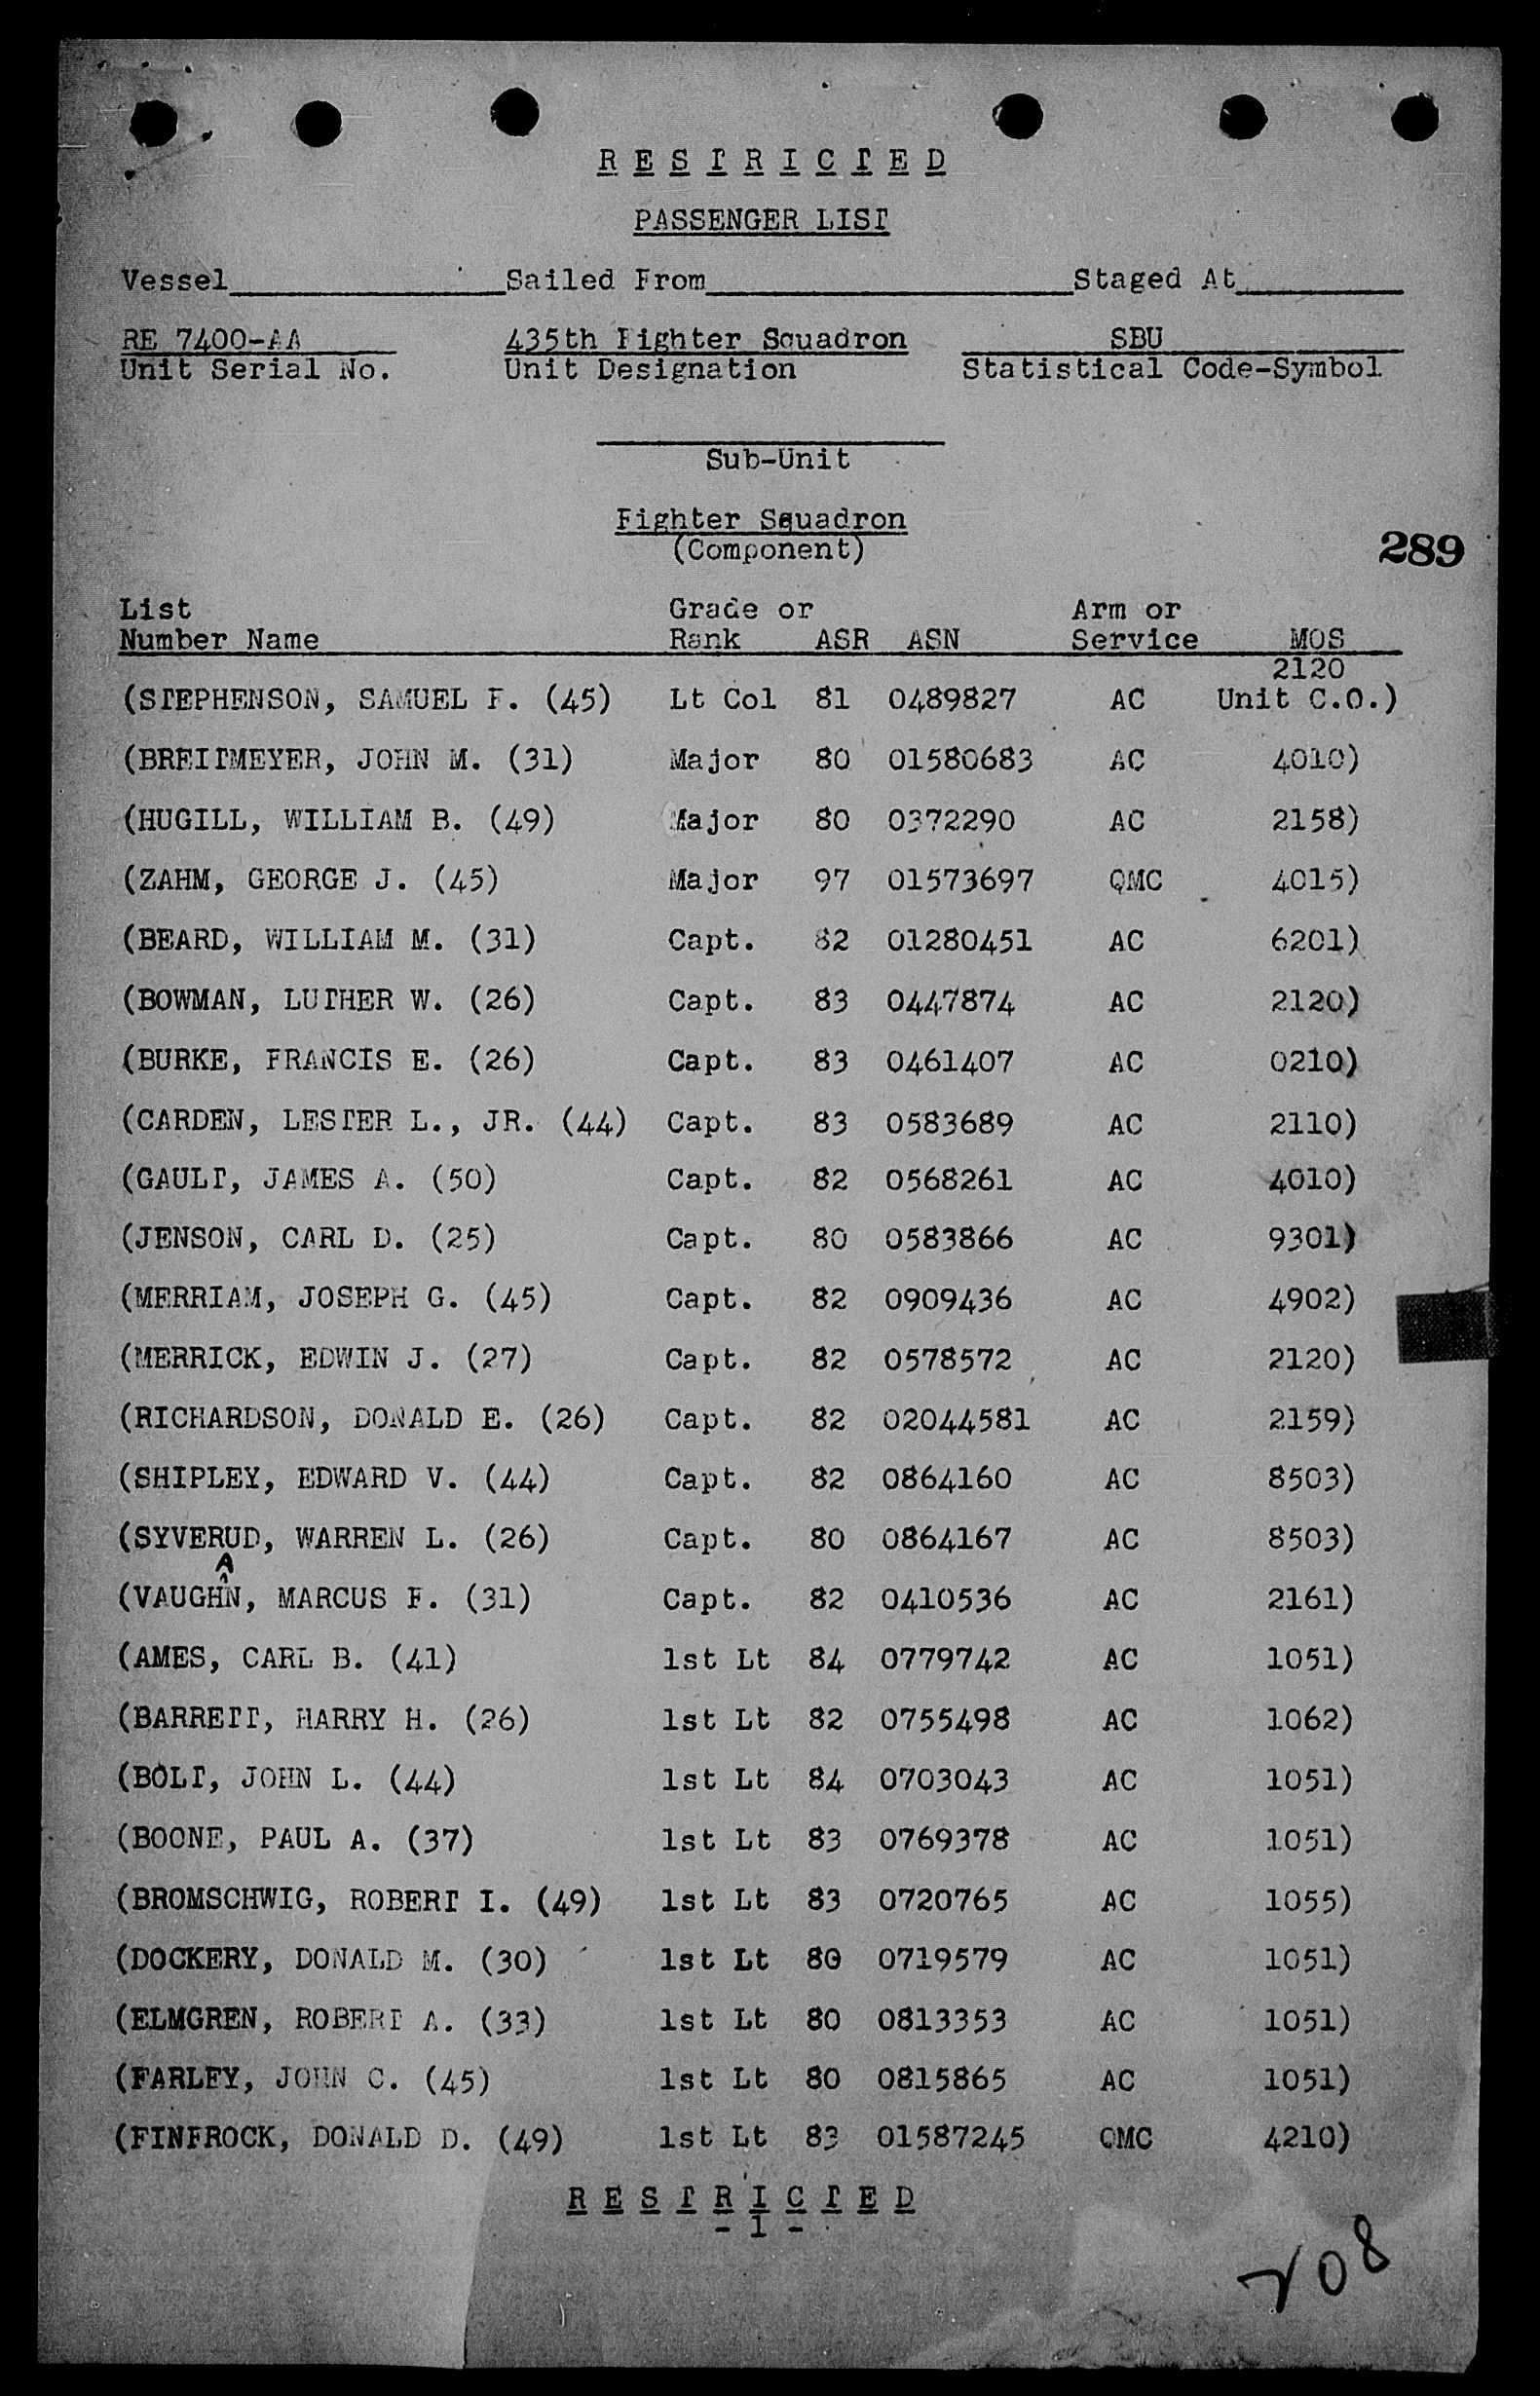 RESTRICTED
PASSENGER LIST
Vessel Sailed From Staged At
RE 7400-AA 435th Fighter Squadron SBU
Unit Serial No. Unit Designation Statistical Code-Symbol
Sub-Unit
Fighter Squadron
(Component)
289
List Grade or Arm or
Number Name Rank ASR ASN Service MOS
2120
(STEPHENSON, SAMUEL F. (45) Lt Col 81 0489827 AC Unit C.O.)
(BREITMEYER, JOHN M. (31) Major 80 01580683 AC 4010)
(HUGILL, WILLIAM B. (49) Major 80 0372290 AC 2158)
(ZAHM, GEORGE J. (45) Major 97 01573697 QMC 4015)
(BEARD, WILLIAM M. (31) Capt. 82 01280451 AC 6201)
(BOWMAN, LUTHER W. (26) Capt. 83 0447874 AC 2120)
(BURKE, FRANCIS E. (26) Capt. 83 0461407 AC 0210)
(CARDEN, LESTER L., JR. (44) Capt. 83 0583689 AC 2110)
(GAULT, JAMES A. (50) Capt. 82 0568261 AC 4010)
(JENSON, CARL D. (25) Capt. 80 0583866 AC 9301)
(MERRIAM, JOSEPH G. (45) Capt. 82 0909436 AC 4902)
(MERRICK, EDWIN J. (27) Capt. 82 0578572 AC 2120)
(RICHARDSON, DONALD E. (26) Capt. 82 02044581 AC 2159)
(SHIPLEY, EDWARD V. (44) Capt. 82 0864160 AC 8503)
(SYVERUD, WARREN L. (26) Capt. 80 0864167 AC 8503)
A
(VAUGHN, MARCUS F. (31) Capt. 82 0410536 AC 2161)
(AMES, CARL B. (41) 1st Lt 84 0779742 AC 1051)
(BARRETT, HARRY H. (26) 1st Lt 82 0755498 AC 1062)
(BOLT, JOHN L. (44) 1st Lt 84 0703043 AC 1051)
(BOONE, PAUL A. (37) 1st Lt 83 0769378 AC 1051)
(BROMSCHWIG, ROBERT I. (49) 1st Lt 83 0720765 AC 1055)
(DOCKERY, DONALD M. (30) 1st Lt 80 0719579 AC 1051)
(ELMGREN, ROBERT A. (33) 1st Lt 80 0813353 AC 1051)
(FARLEY, JOHN C. (45) 1st Lt 80 0815865 AC 1051)
(FINFROCK, DONALD D. (49) 1st Lt 83 01587245 QMC 4210)
RESTRICTED
- 1 -
208